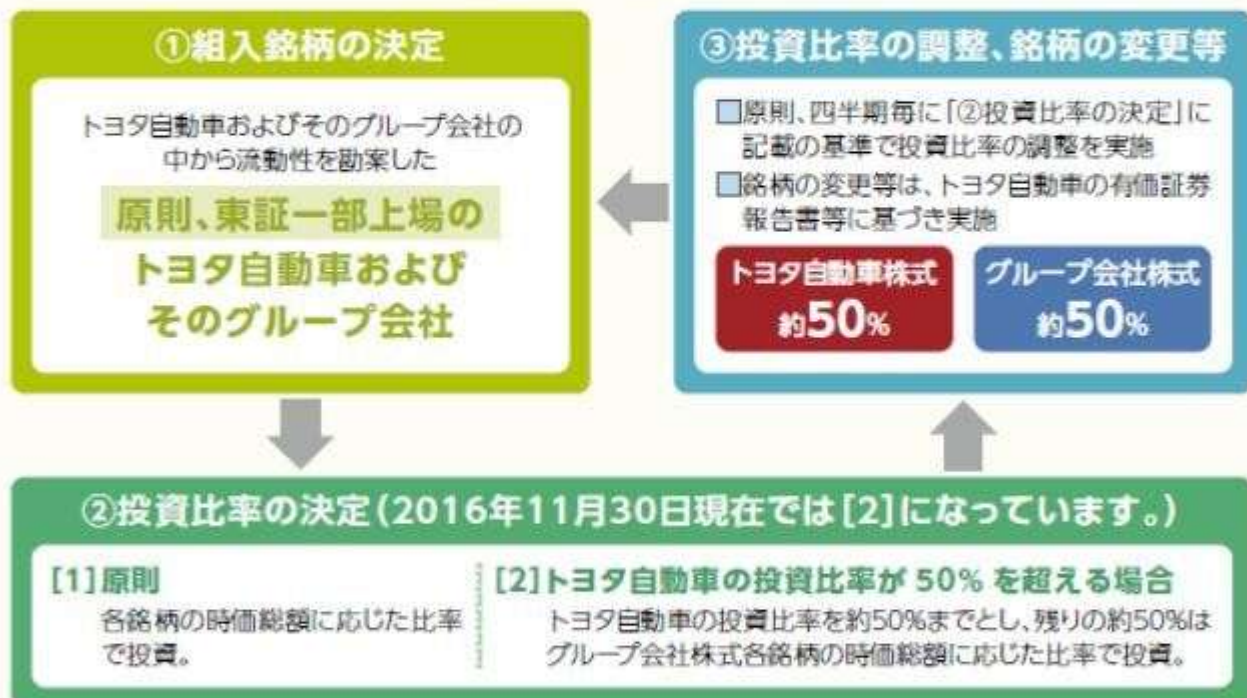 ①組入銘柄の決定
トヨタ自動車およびそのグループ会社の
中から流動性を勘案した
原則、東証一部上場の
トヨタ自動車および
そのグループ会社
②投資比率の決定(2016年11月30日現在では[2]になっています。)
[1]原則
各銘柄の時価総額に応じた比率
で投資。
[2]トヨタ自動車の投資比率が50%を超える場合
トヨタ自動車の投資比率を約50%までとし、残りの約50%は
グループ会社株式各銘柄の時価総額に応じた比率で投資。
③投資比率の調整、銘柄の変更等
□原則、四半期毎に「②投資比率の決定」に
記載の基準で投資比率の調整を実施
□銘柄の変更等は、トヨタ自動車の有価証券
報告書等に基づき実施
トヨタ自動車株式
約50%
グループ会社株式
約50%